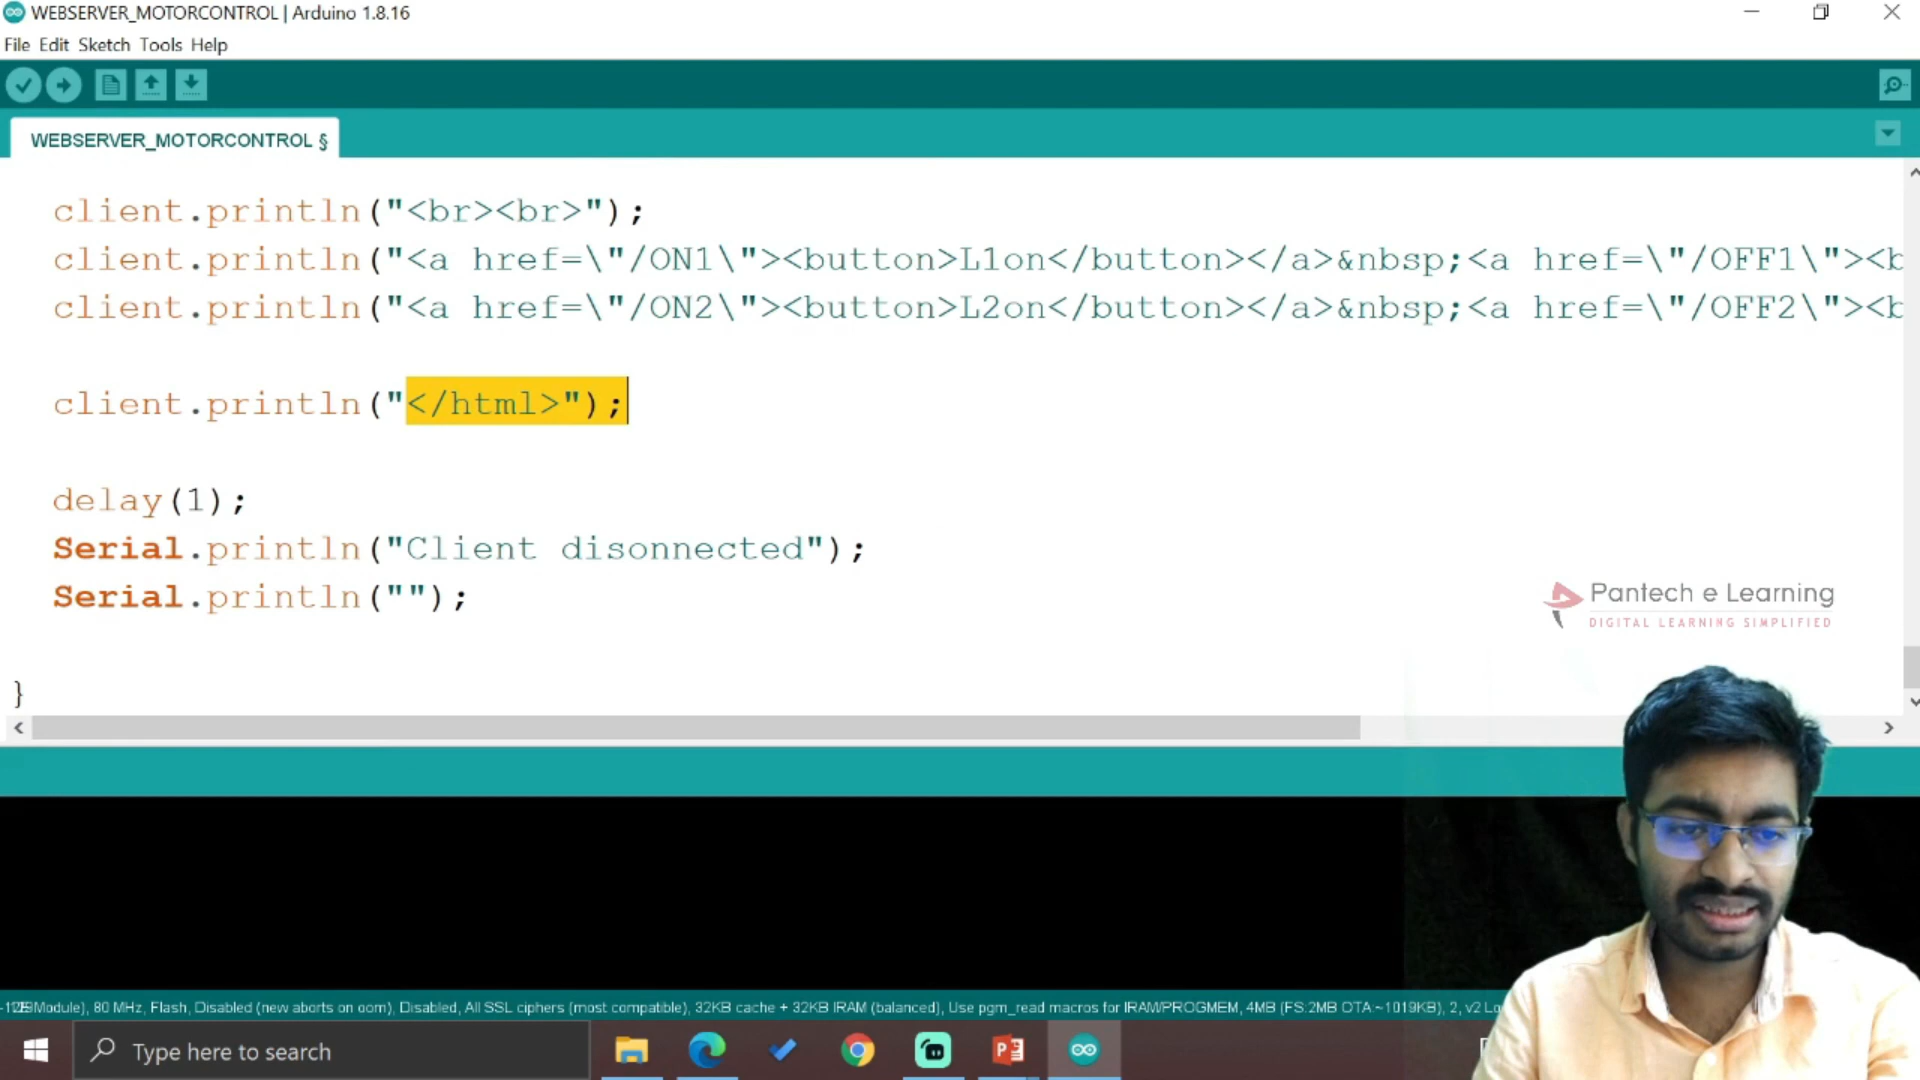 WEBSERVER_MOTORCONTROL | Arduino 1.8.16
File Edit Sketch Tools Help
WEBSERVER_MOTORCONTROL §
client.println("<br><br>");
client.println("<a href=\"/ON1\"><button>L1on</button></a>&nbsp;<a href=\"/OFF1\"><b
client.println("<a href=\"/ON2\"><button>L2on</button></a>&nbsp;<a href=\"/OFF2\"><b
client.println("</html>");
delay(1);
Serial.println("Client disonnected");
Serial.println("");
}
Pantech e Learning
DIGITAL LEARNING SIMPLIFIED
Module), 80 MHz, Flash, Disabled (new aborts on oom), Disabled, All SSL ciphers (most compatible), 32KB cache + 32KB IRAM (balanced), Use pgm_read macros for IRAM/PROGMEM, 4MB (FS:2MB OTA:~1019KB), 2, v2 Lo
Type here to search